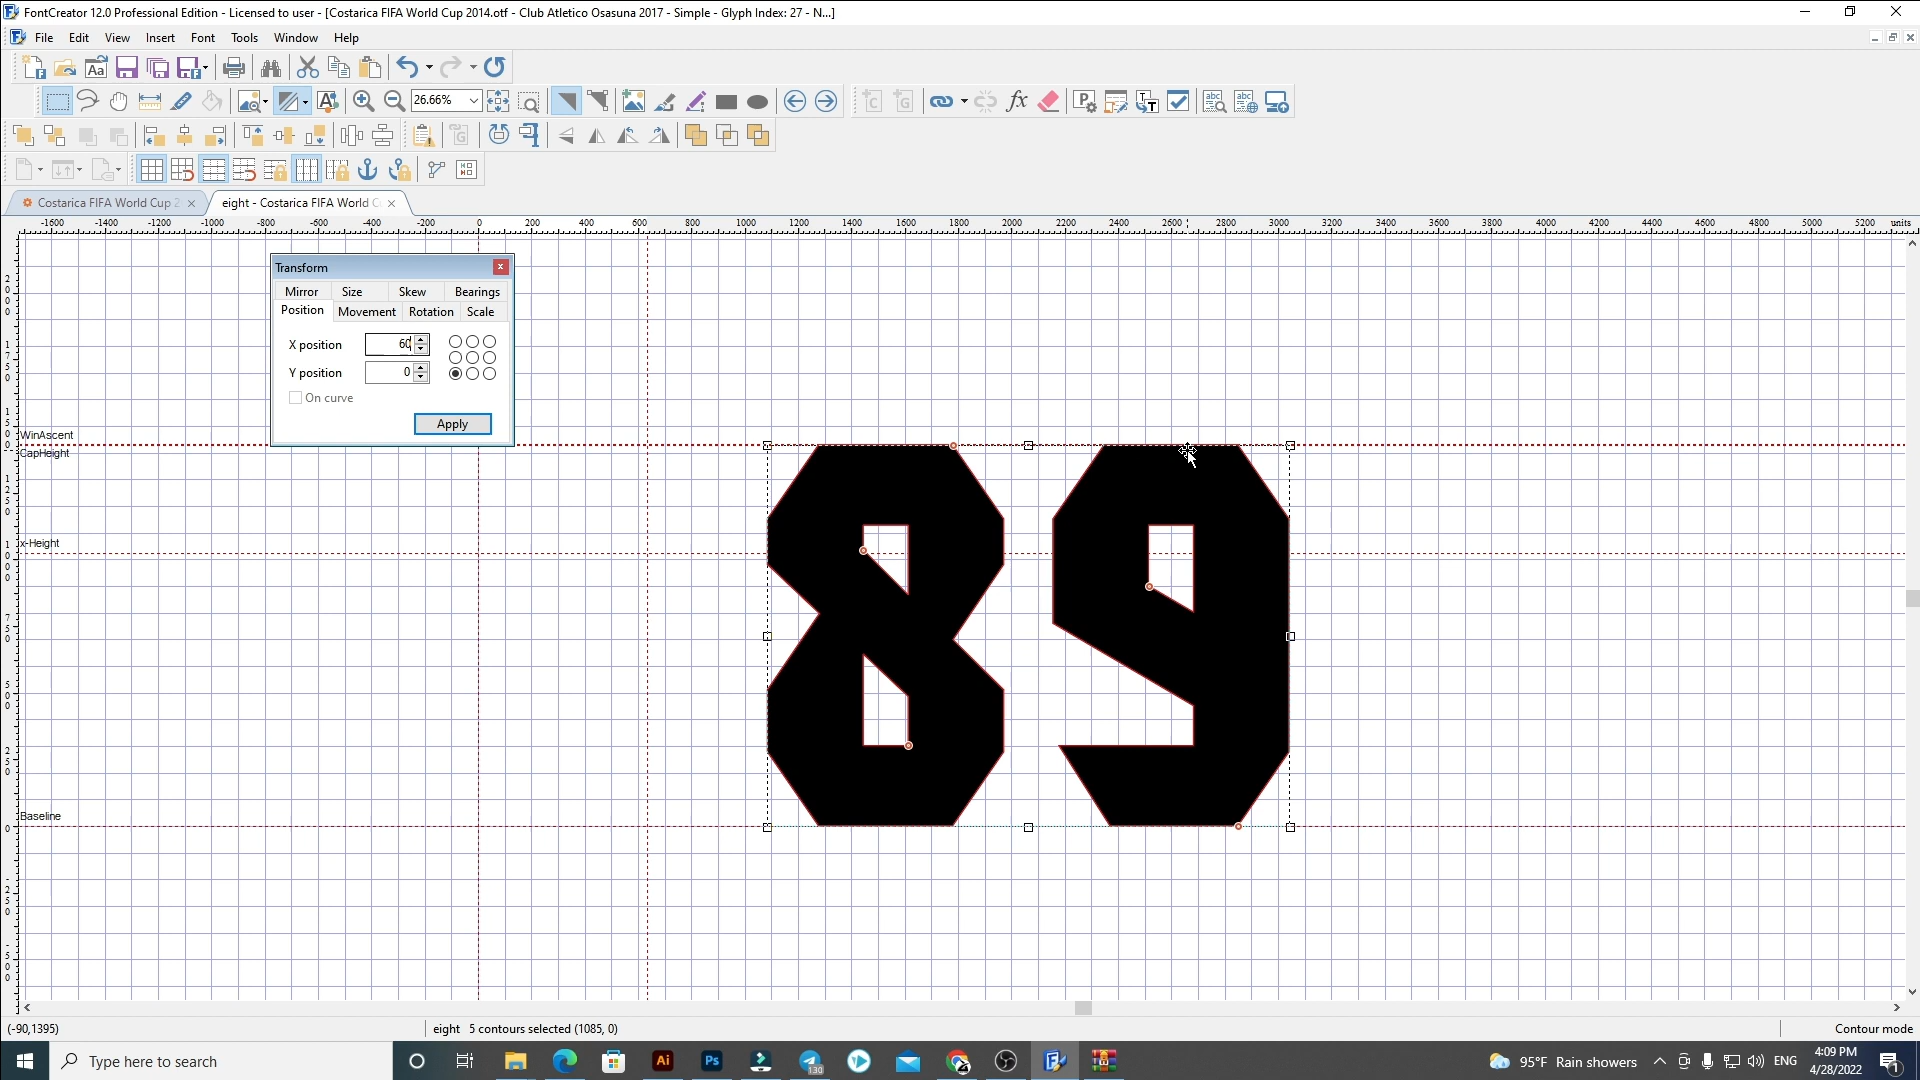 FontCreator 12.0 Professional Edition - Licensed to user - [Costarica FIFA World Cup 2014.otf - Club Atletico Osasuna 2017 - Simple - Glyph Index: 27 - N...]
File Edit View Insert Font Tools Window Help
26.66%
Costarica FIFA World Cup 2
eight - Costarica FIFA World C
-1600 -1400 -1200 -1000 -800 -600 -400 -200 0 200 400 600 800 1000 1200 1400 1600 1800 2000 2200 2400 2600 2800 3000 3200 3400 3600 3800 4000 4200 4400 4600 4800 5000 5200 units
Transform
Mirror Size Skew Bearings
Position Movement Rotation Scale
X position 60
Y position 0
On curve
Apply
WinAscent
CapHeight
x-Height
Baseline
89
(-90,1395)
eight 5 contours selected (1085, 0)
Contour mode
Type here to search
130
95°F Rain showers
ENG
4:09 PM
4/28/2022